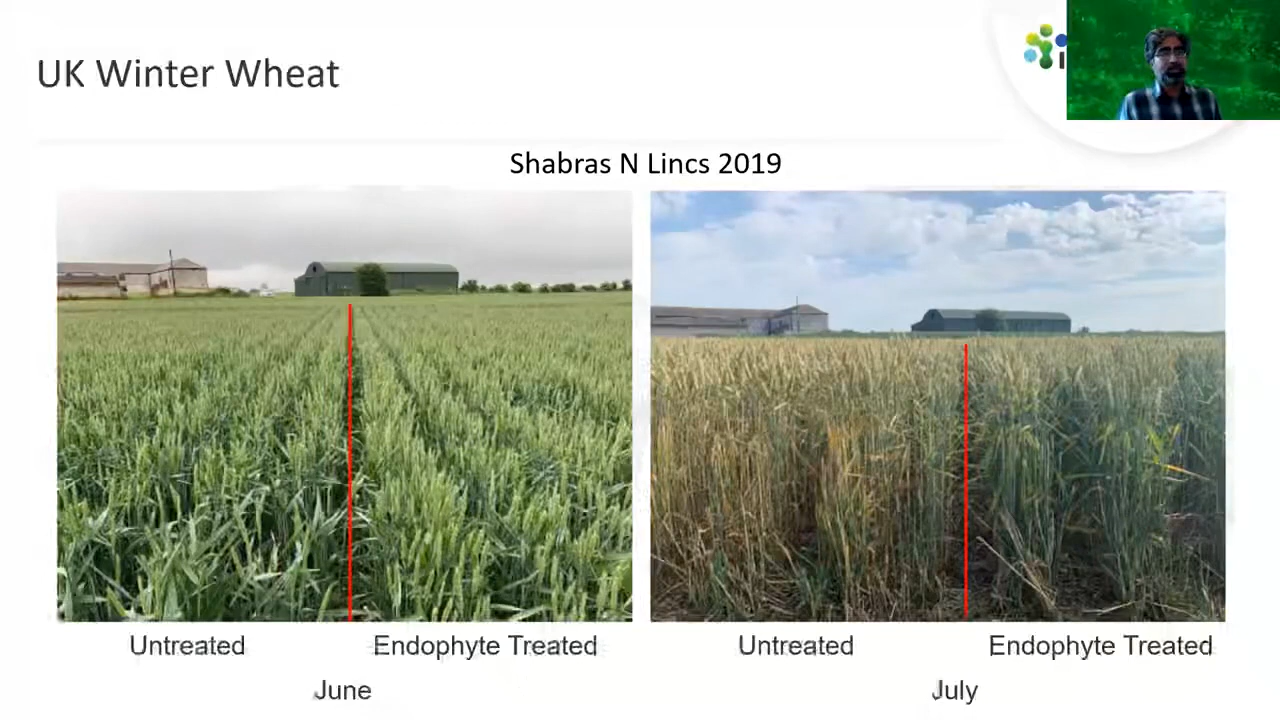 UK Winter Wheat
Shabras N Lincs 2019
Untreated
Endophyte Treated
Untreated
Endophyte Treated
June
July